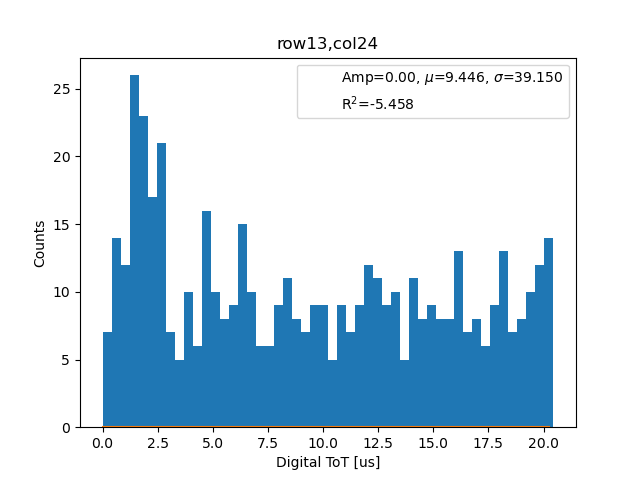 row13,col24
Amp=0.00, μ=9.446, σ=39.150
R²=-5.458
Counts
25
20
15
10
5
0
0.0 2.5 5.0 7.5 10.0 12.5 15.0 17.5 20.0
Digital ToT [us]